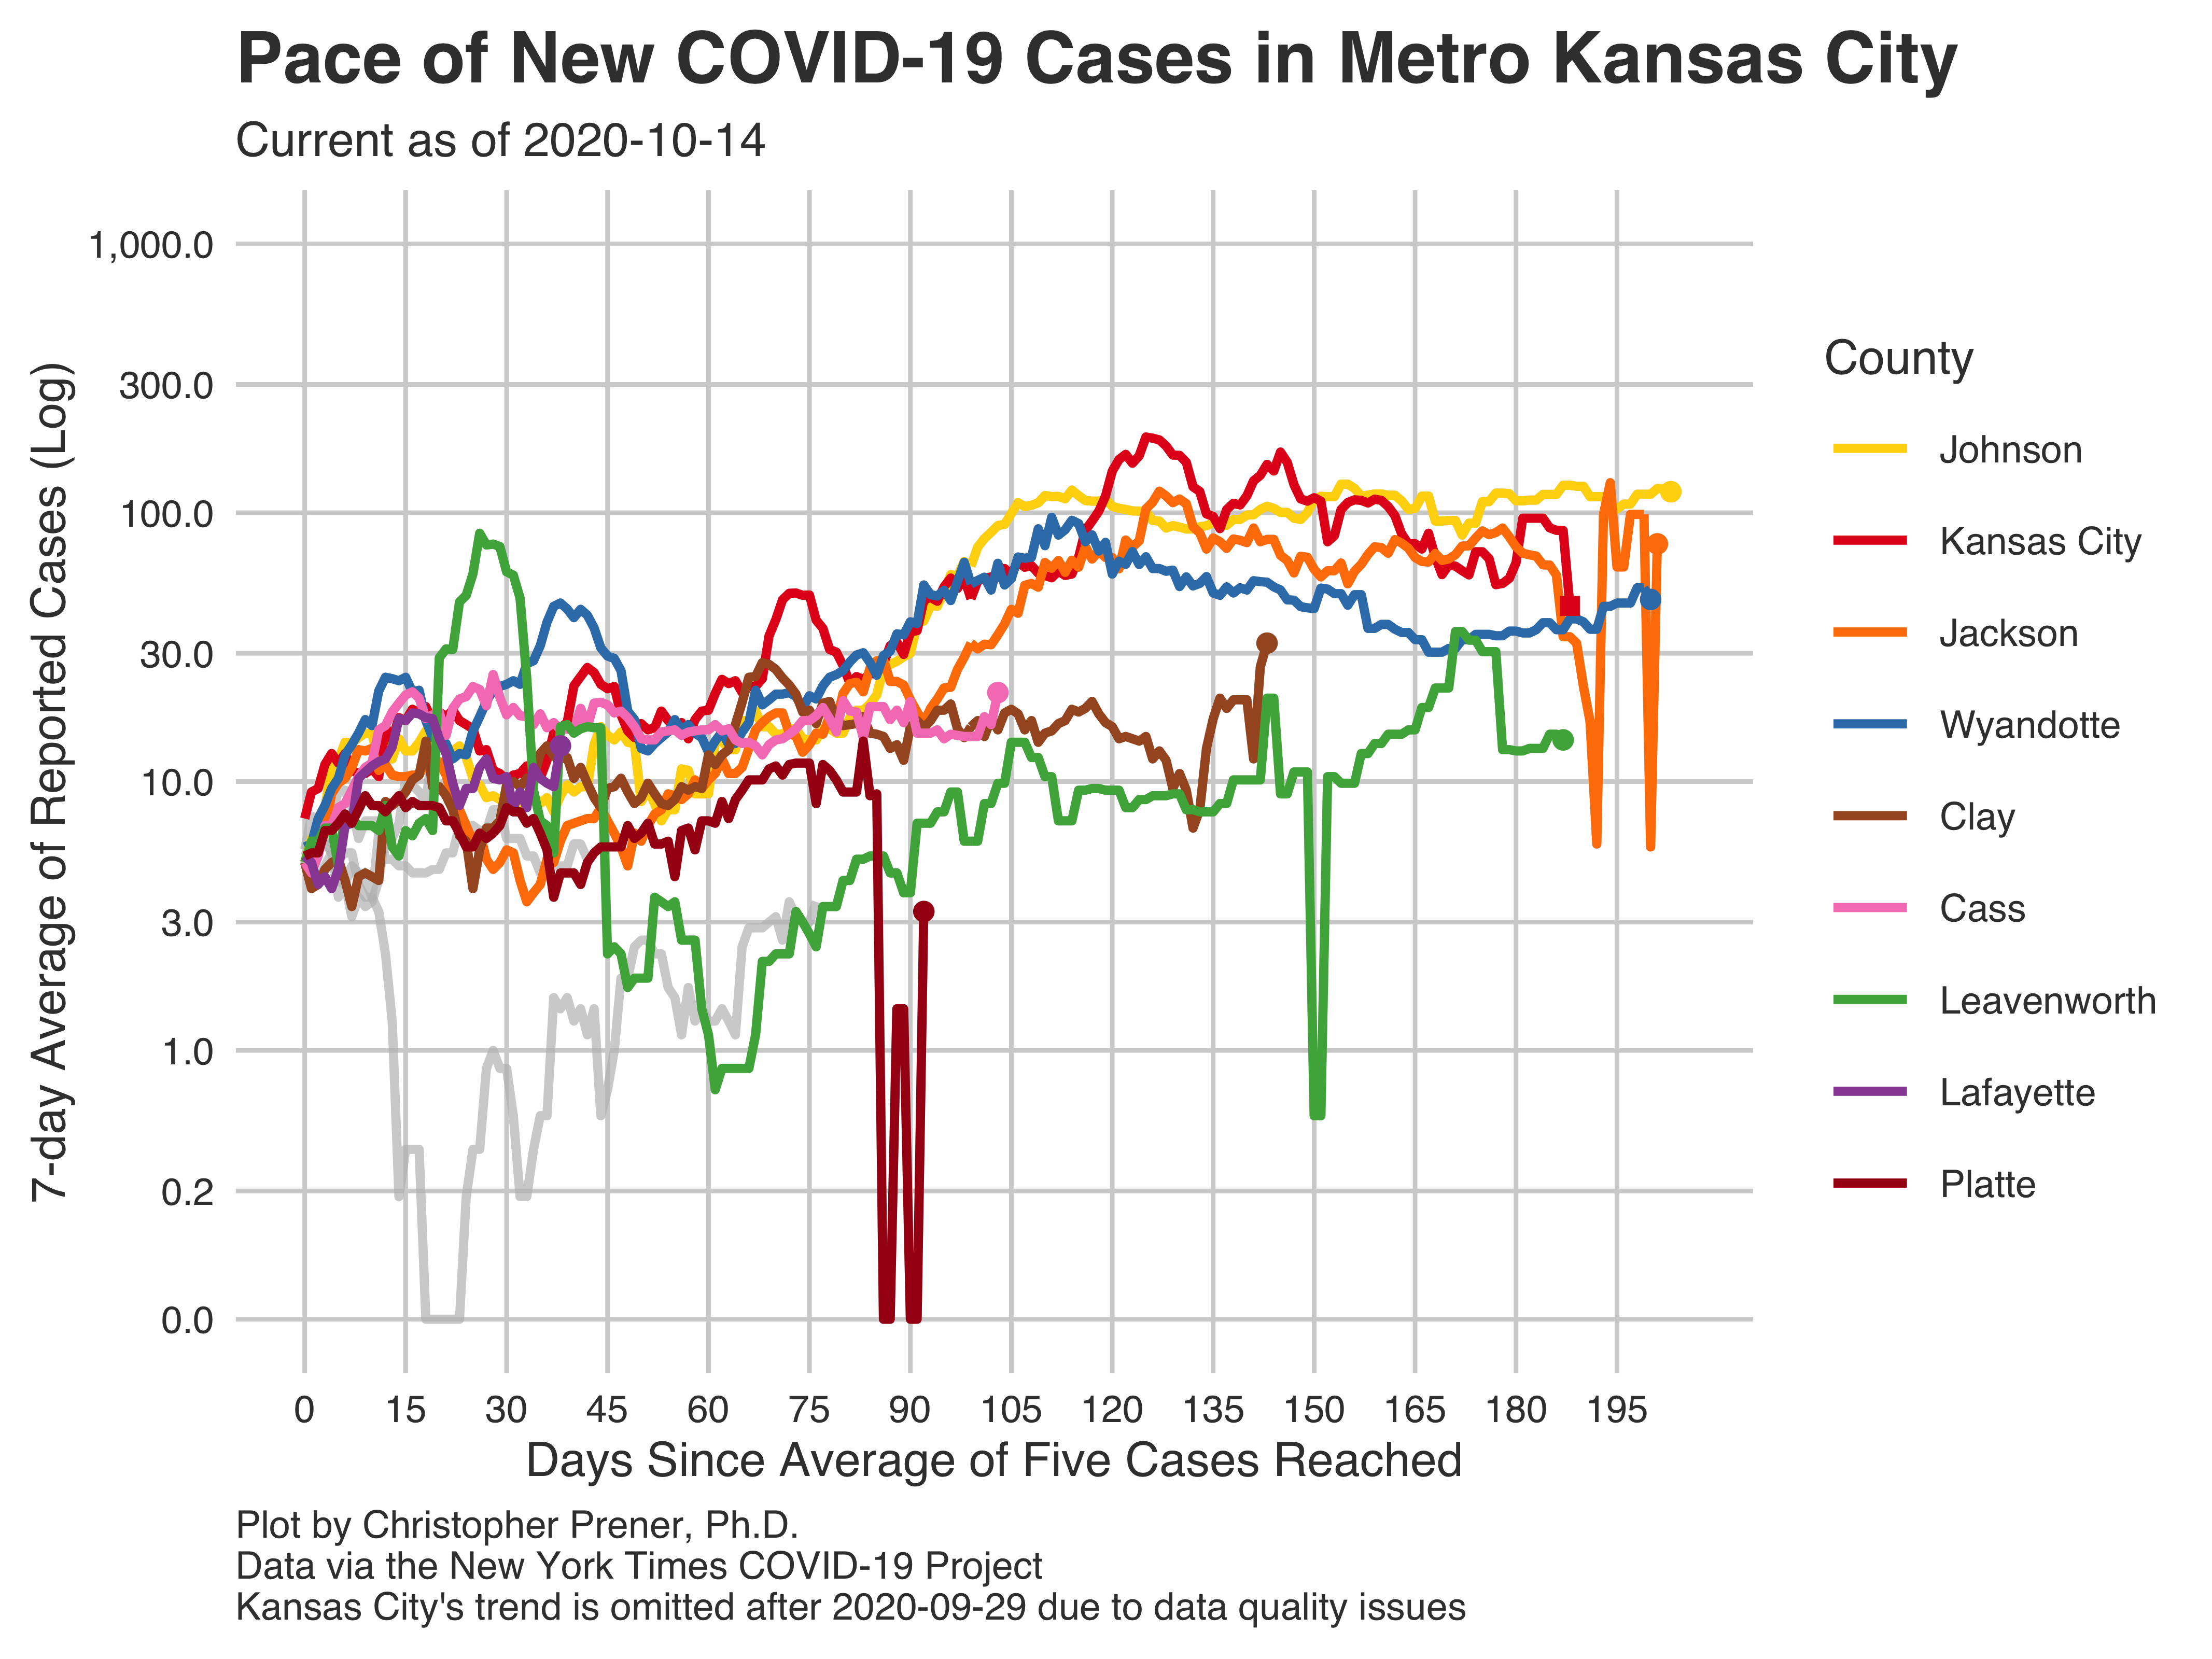 Pace of New COVID-19 Cases in Metro Kansas City
Current as of 2020-10-14
7-day Average of Reported Cases (Log)
1,000.0
300.0
100.0
30.0
10.0
3.0
1.0
0.2
0.0
0 15 30 45 60 75 90 105 120 135 150 165 180 195
Days Since Average of Five Cases Reached
County
Johnson
Kansas City
Jackson
Wyandotte
Clay
Cass
Leavenworth
Lafayette
Platte
Plot by Christopher Prener, Ph.D.
Data via the New York Times COVID-19 Project
Kansas City's trend is omitted after 2020-09-29 due to data quality issues